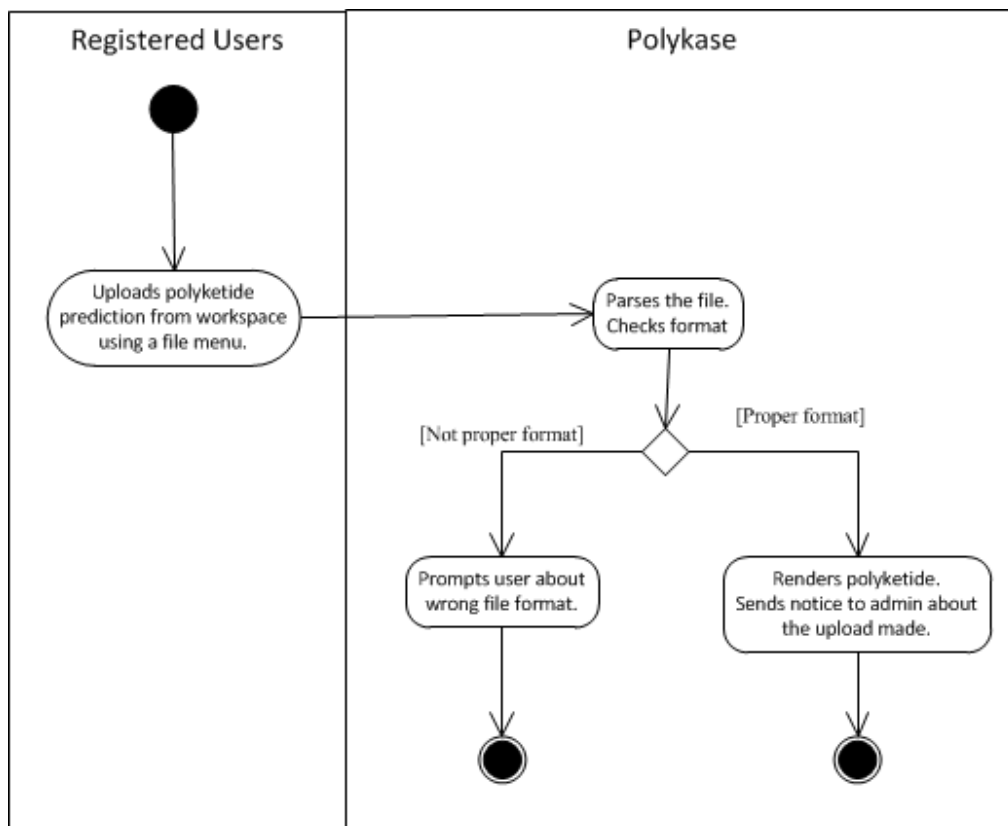 Registered Users
Polykase
Uploads polyketide
prediction from workspace
using a file menu.
Parses the file.
Checks format
[Not proper format]
[Proper format]
Prompts user about
wrong file format.
Renders polyketide.
Sends notice to admin about
the upload made.